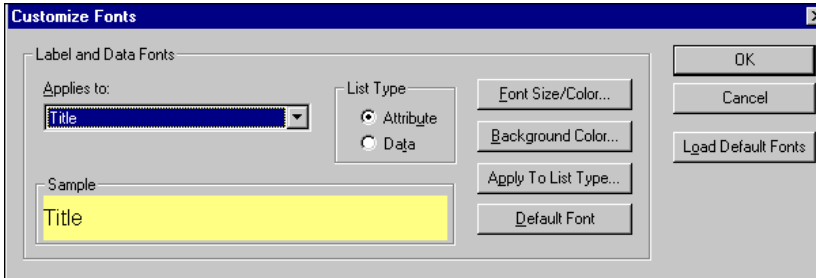 Customize Fonts
Label and Data Fonts
Applies to:
Title
List Type
Attribute
Data
Font Size/Color...
Background Color...
Apply To List Type...
Default Font
Sample
Title
OK
Cancel
Load Default Fonts